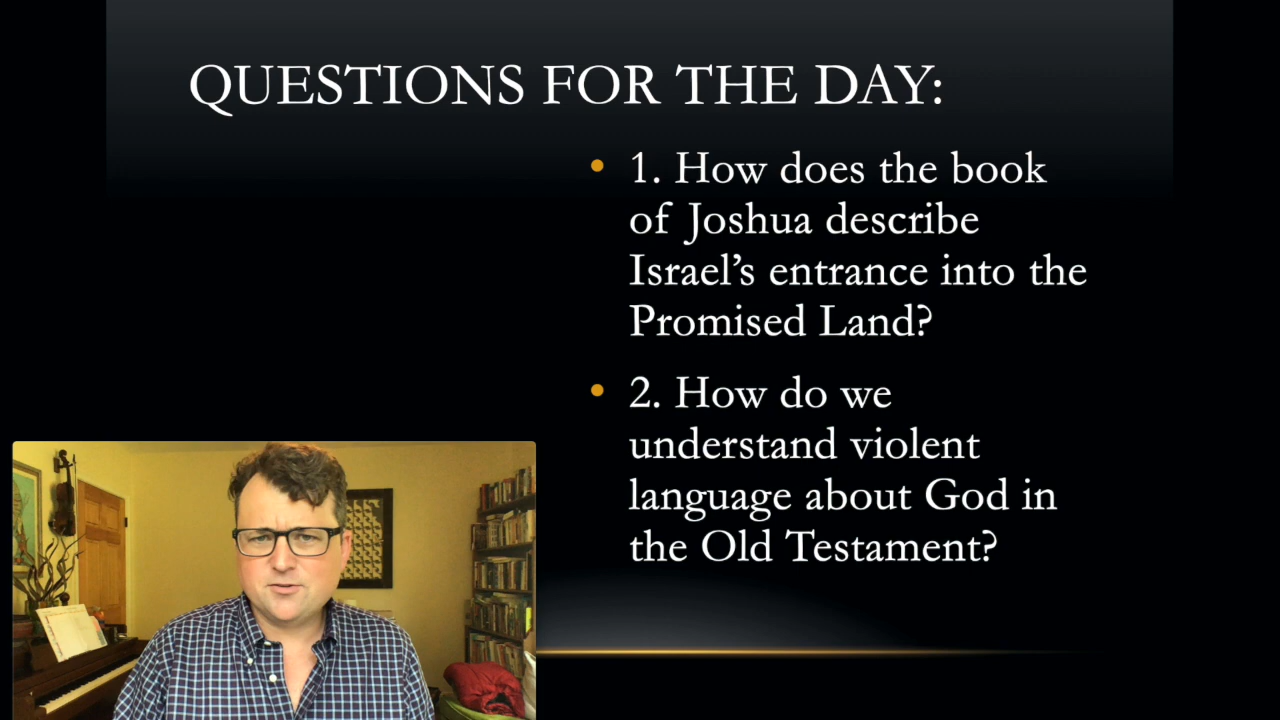 QUESTIONS FOR THE DAY:
• 1. How does the book
of Joshua describe
Israel’s entrance into the
Promised Land?
• 2. How do we
understand violent
language about God in
the Old Testament?